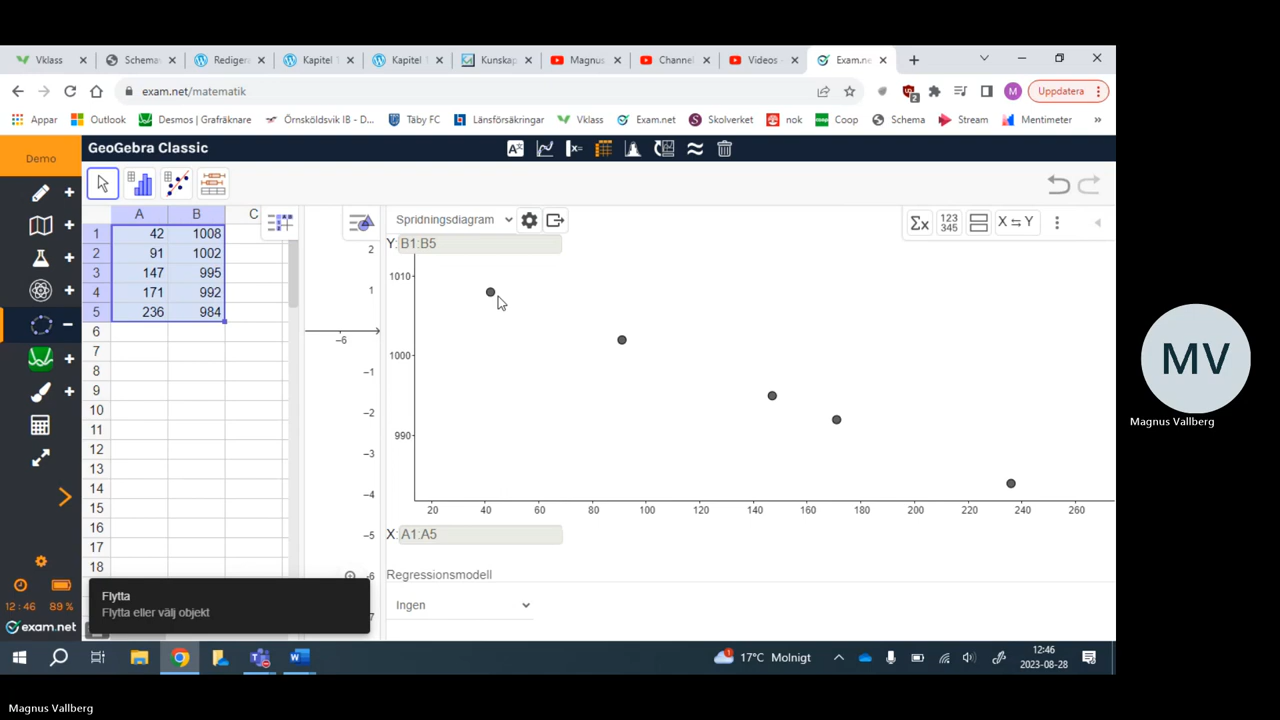 Vklass
Schema
Redigen
Kapitel 1
Kapitel 1
Kunskap
Magnus
Channel
Videos -
Exam.ne
exam.net/matematik
Uppdatera
M
2
Appar
Outlook
Desmos | Grafräknare
Örnsköldsvik IB – D...
Täby FC
Länsförsäkringar
Vklass
Exam.net
Skolverket
nok
Coop
Schema
Stream
Mentimeter
»
Demo
GeoGebra Classic
A B C
1 42 1008
2 91 1002
3 147 995
4 171 992
5 236 984
6
7
8
9
10
11
12
13
14
15
16
17
18
2
1
-6
-1
-2
-3
-4
-5
-6
Spridningsdiagram
Σx
123
345
X ⇆ Y
Y: B1:B5
1010
1000
990
20 40 60 80 100 120 140 160 180 200 220 240 260
X: A1:A5
Regressionsmodell
Ingen
Flytta
Flytta eller välj objekt
12:46 89 %
exam.net
17°C Molnigt
12:46
2023-08-28
MV
Magnus Vallberg
Magnus Vallberg